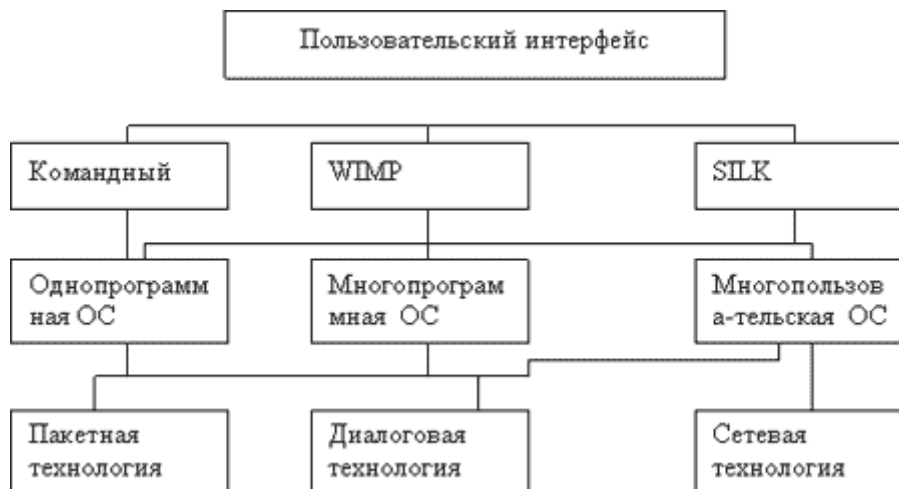 Пользовательский интерфейс
Командный
WIMP
SILK
Однопрограмм
ная ОС
Многопрограм
мная ОС
Многопользов
а-тельская ОС
Пакетная
технология
Диалоговая
технология
Сетевая
технология